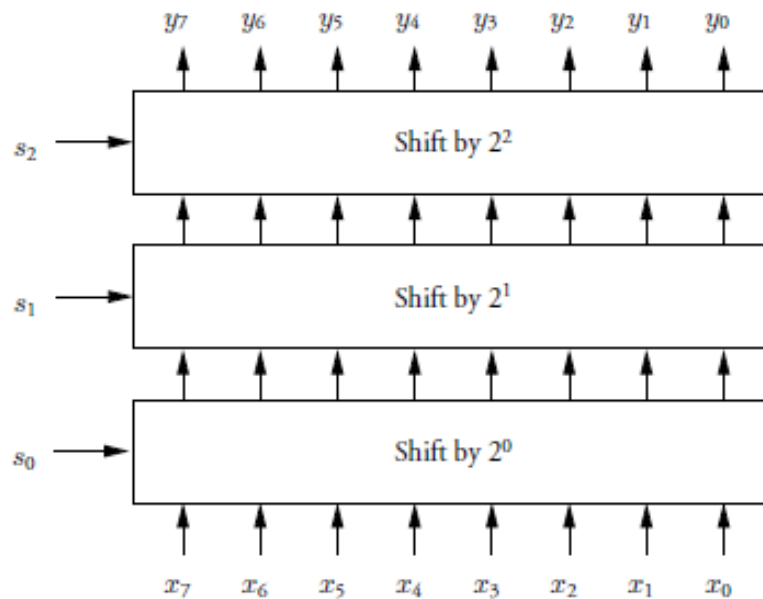 y₇ y₆ y₅ y₄ y₃ y₂ y₁ y₀
s₂ Shift by 2²
s₁ Shift by 2¹
s₀ Shift by 2⁰
x₇ x₆ x₅ x₄ x₃ x₂ x₁ x₀